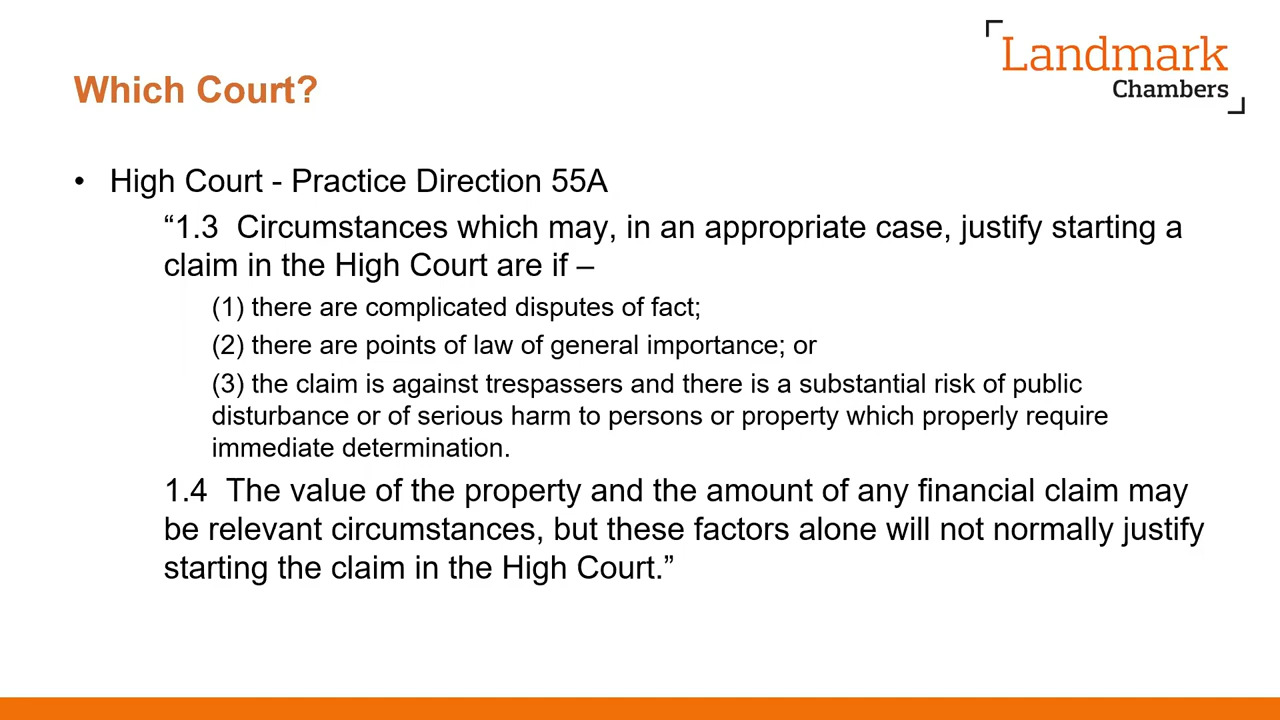 Landmark
Chambers
Which Court?
• High Court - Practice Direction 55A
“1.3  Circumstances which may, in an appropriate case, justify starting a
claim in the High Court are if –
(1) there are complicated disputes of fact;
(2) there are points of law of general importance; or
(3) the claim is against trespassers and there is a substantial risk of public
disturbance or of serious harm to persons or property which properly require
immediate determination.
1.4  The value of the property and the amount of any financial claim may
be relevant circumstances, but these factors alone will not normally justify
starting the claim in the High Court.”